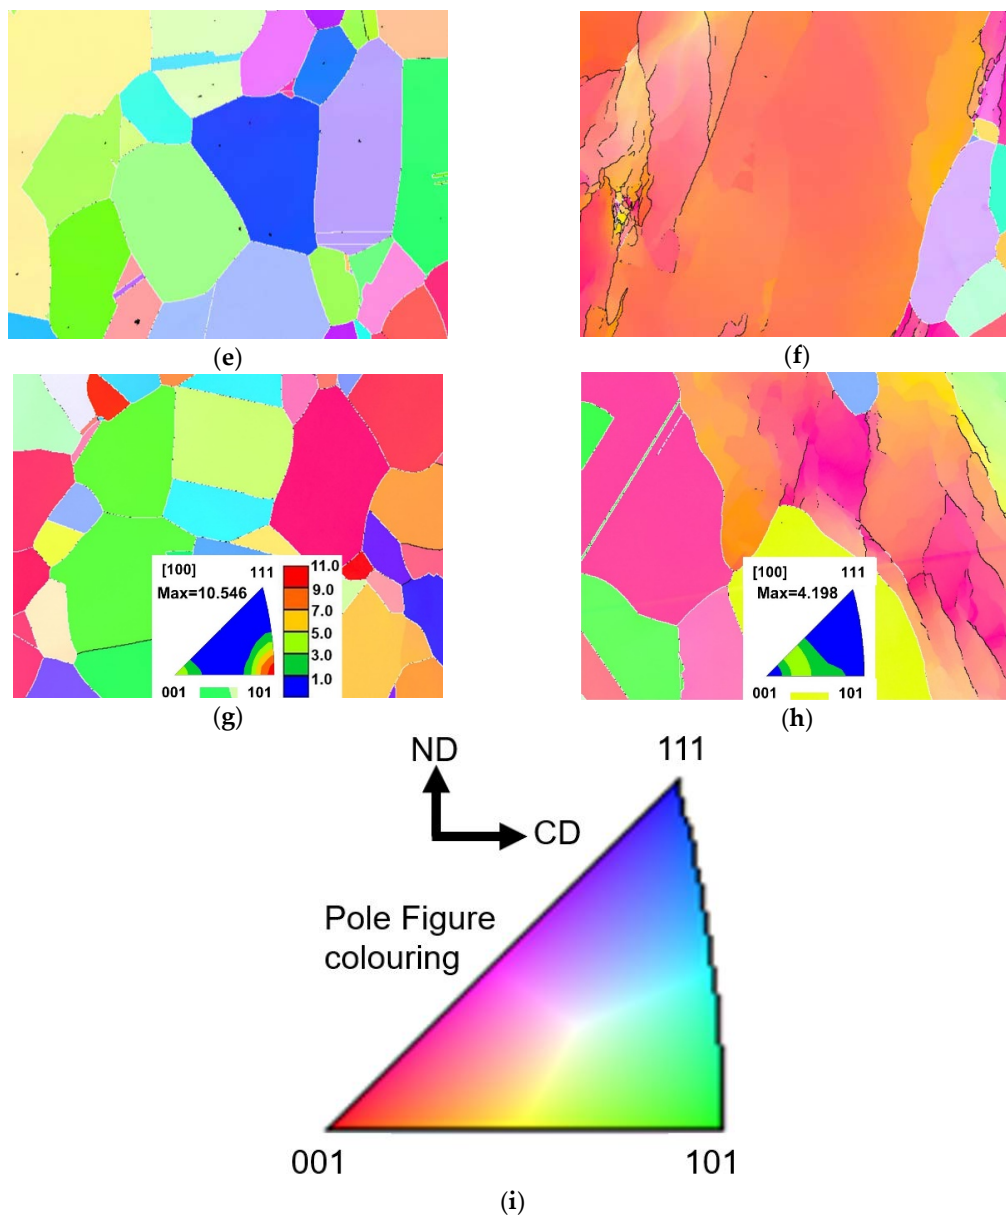 (e)
(f)
[100] 111
Max=10.546
001 101
11.0
9.0
7.0
5.0
3.0
1.0
[100] 111
Max=4.198
001 101
(g)
(h)
ND
CD
111
Pole Figure
colouring
001
101
(i)